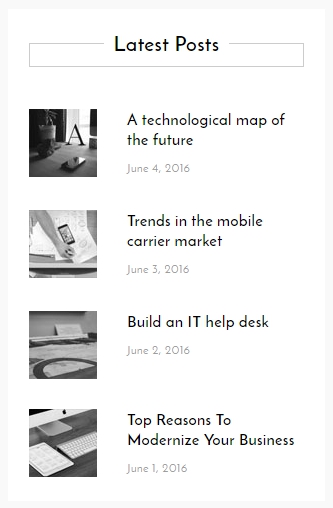 Latest Posts
A technological map of
the future
June 4, 2016
A
Trends in the mobile
carrier market
June 3, 2016
Build an IT help desk
June 2, 2016
Top Reasons To
Modernize Your Business
June 1, 2016